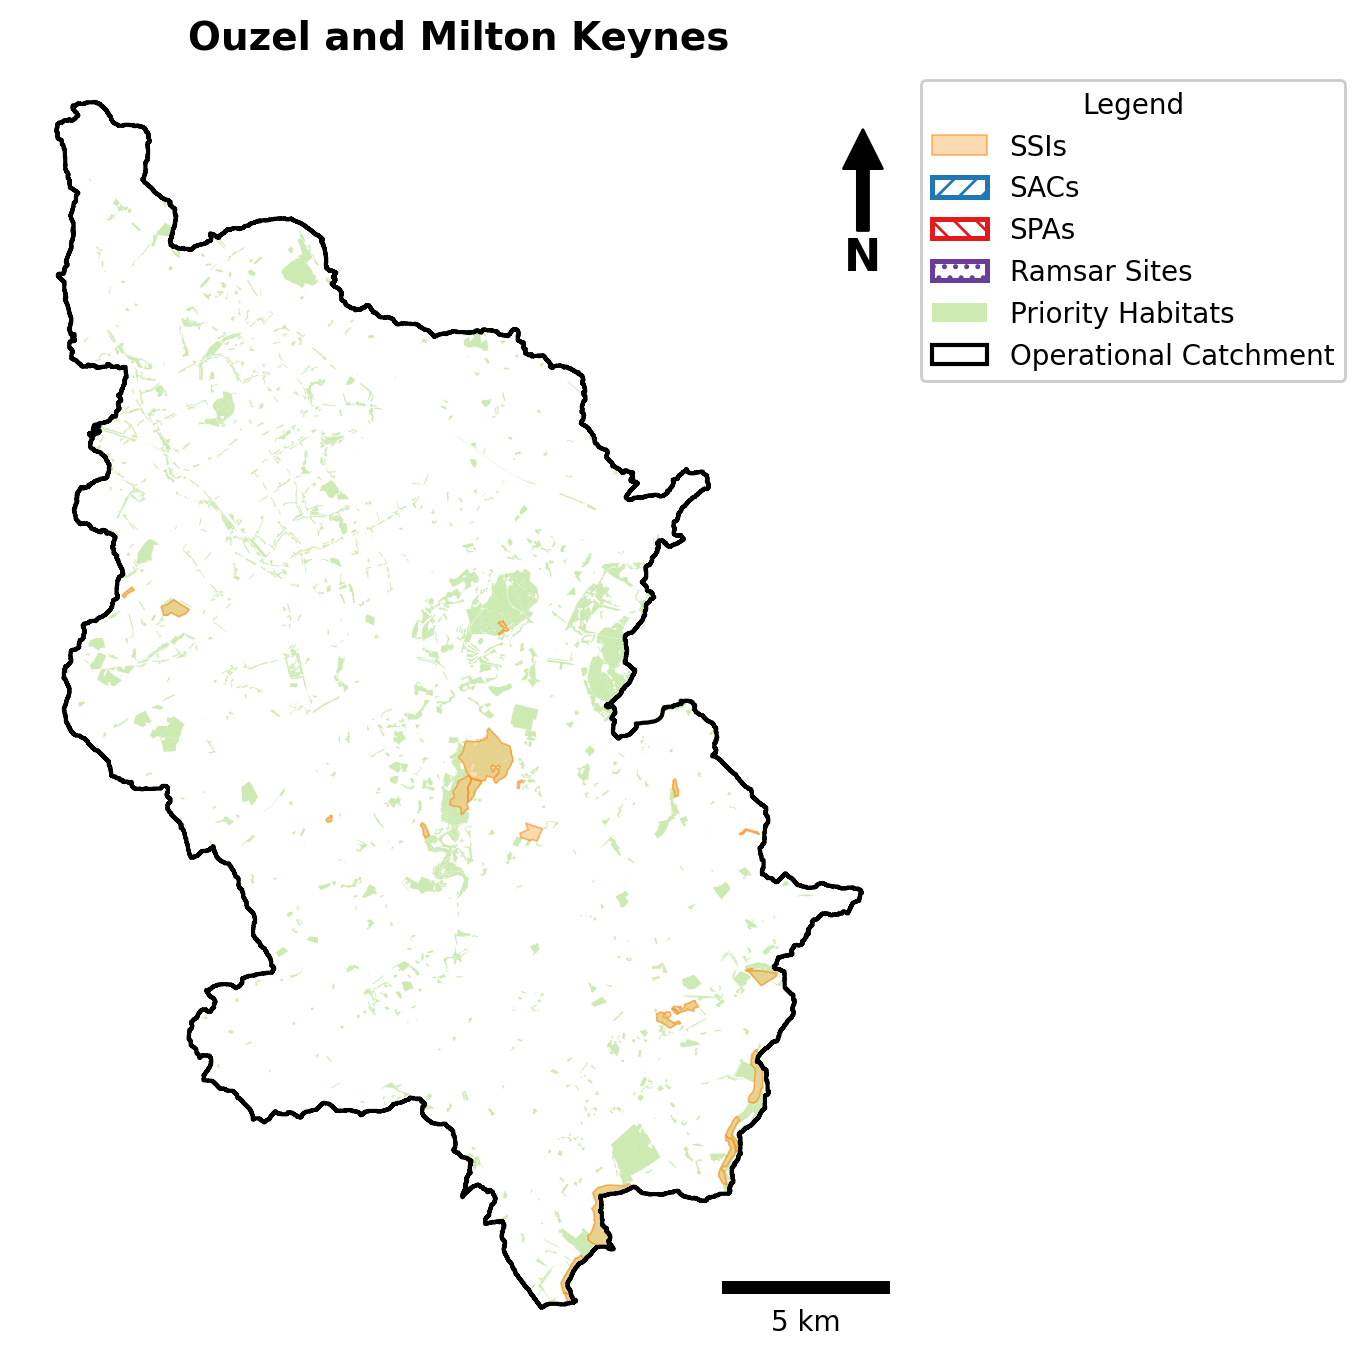 Ouzel and Milton Keynes
Legend
SSIs
SACs
SPAs
Ramsar Sites
Priority Habitats
Operational Catchment
N
5 km